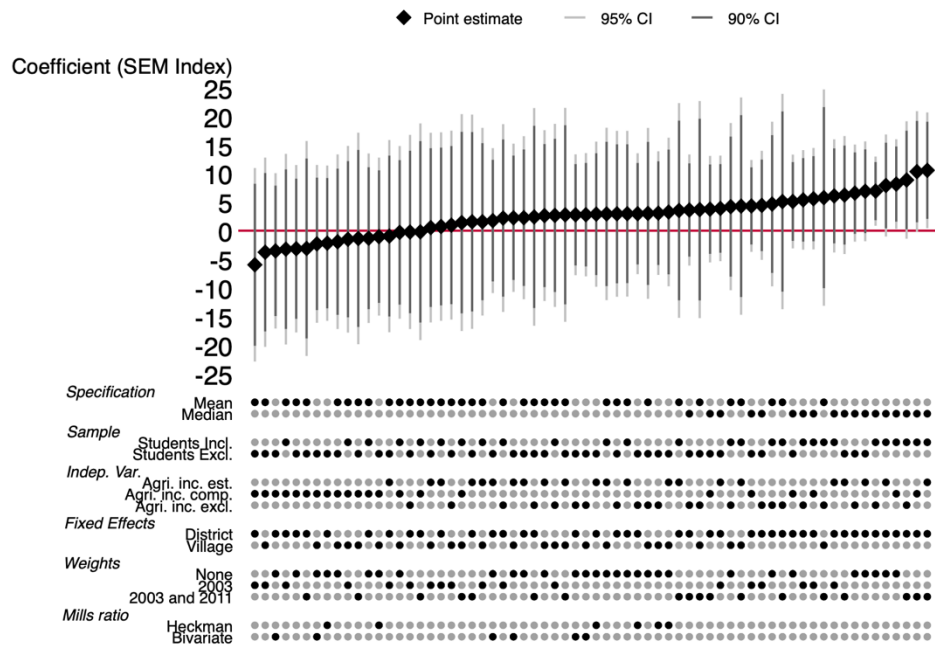 Point estimate 95% CI 90% CI
Coefficient (SEM Index)
25
20
15
10
5
0
-5
-10
-15
-20
-25
Specification
Mean
Median
Sample
Students Incl.
Students Excl.
Indep. Var.
Agri. inc. est.
Agri. inc. comp.
Agri. inc. excl.
Fixed Effects
District
Village
Weights
None
2003
2003 and 2011
Mills ratio
Heckman
Bivariate